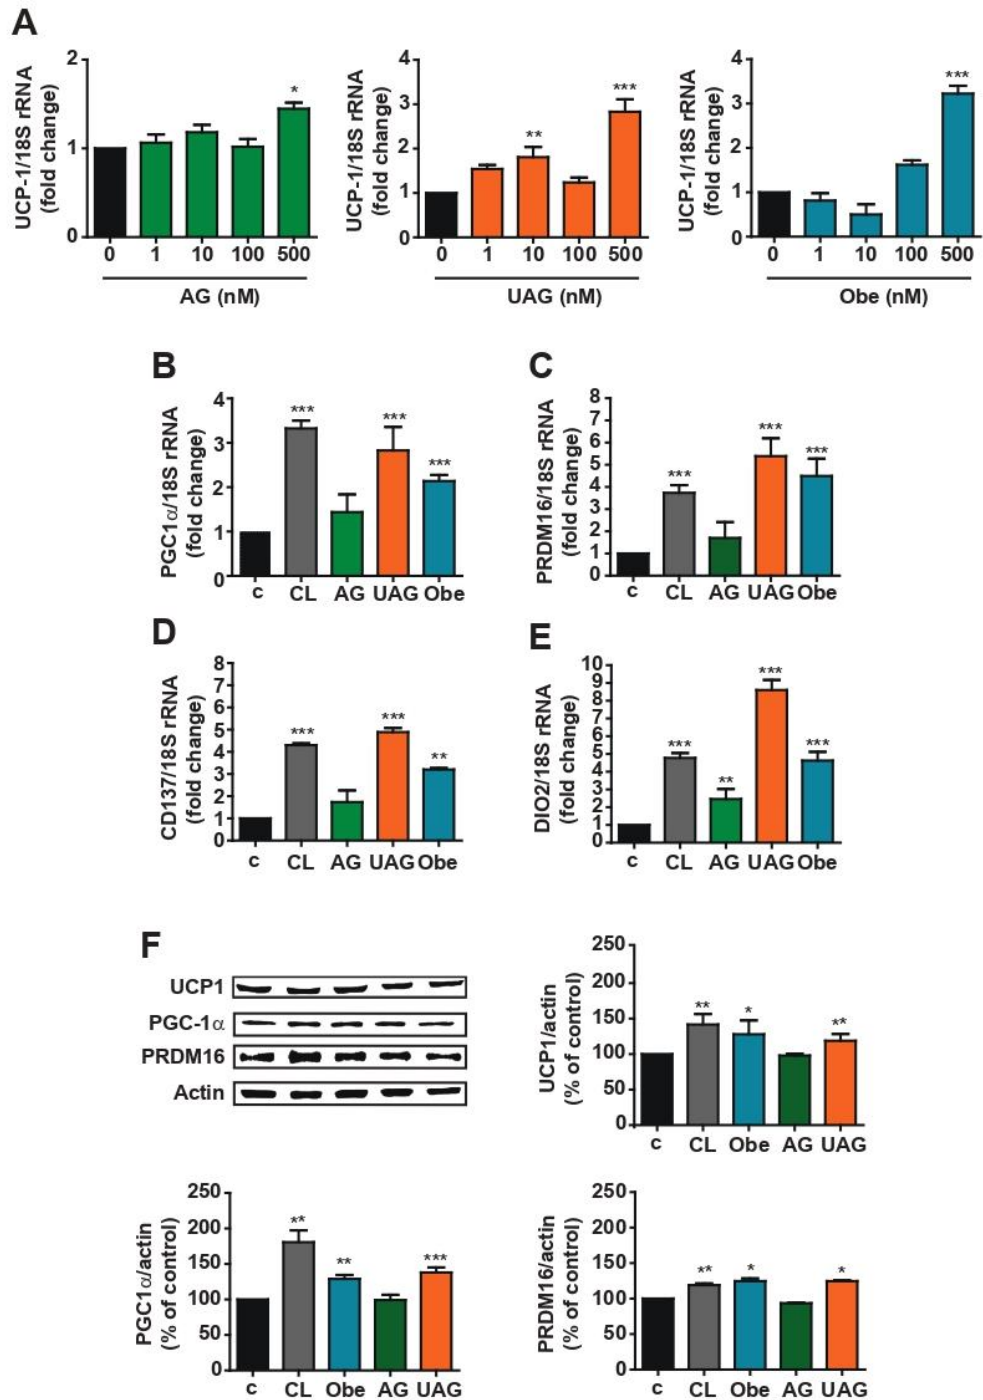 A
UCP-1/18S rRNA
(fold change)
2
1
0
*
0 1 10 100 500
AG (nM)
UCP-1/18S rRNA
(fold change)
4
3
2
1
0
**
***
0 1 10 100 500
UAG (nM)
UCP-1/18S rRNA
(fold change)
4
3
2
1
0
***
0 1 10 100 500
Obe (nM)
B
PGC1α/18S rRNA
(fold change)
4
3
2
1
0
***
***
***
c CL AG UAG Obe
C
PRDM16/18S rRNA
(fold change)
8
7
6
5
4
3
2
1
0
***
***
***
c CL AG UAG Obe
D
CD137/18S rRNA
(fold change)
8
7
6
5
4
3
2
1
0
***
***
**
c CL AG UAG Obe
E
DIO2/18S rRNA
(fold change)
10
9
8
7
6
5
4
3
2
1
0
***
**
***
***
c CL AG UAG Obe
F
UCP1
PGC-1α
PRDM16
Actin
UCP1/actin
(% of control)
250
200
150
100
50
0
**
*
**
c CL Obe AG UAG
PGC1α/actin
(% of control)
250
200
150
100
50
0
**
**
***
c CL Obe AG UAG
PRDM16/actin
(% of control)
250
200
150
100
50
0
**
*
*
c CL Obe AG UAG